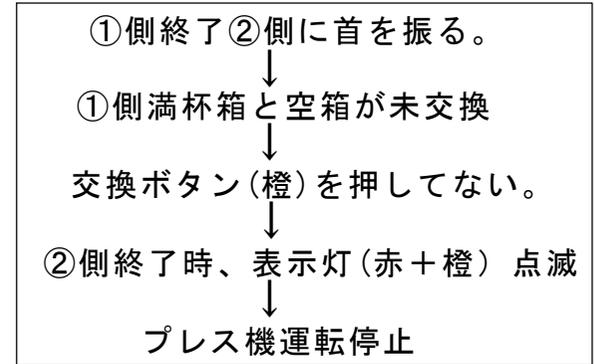 ①側終了②側に首を振る。
↓
①側満杯箱と空箱が未交換
↓
交換ボタン(橙)を押してない。
↓
②側終了時、表示灯(赤＋橙) 点滅
↓
プレス機運転停止